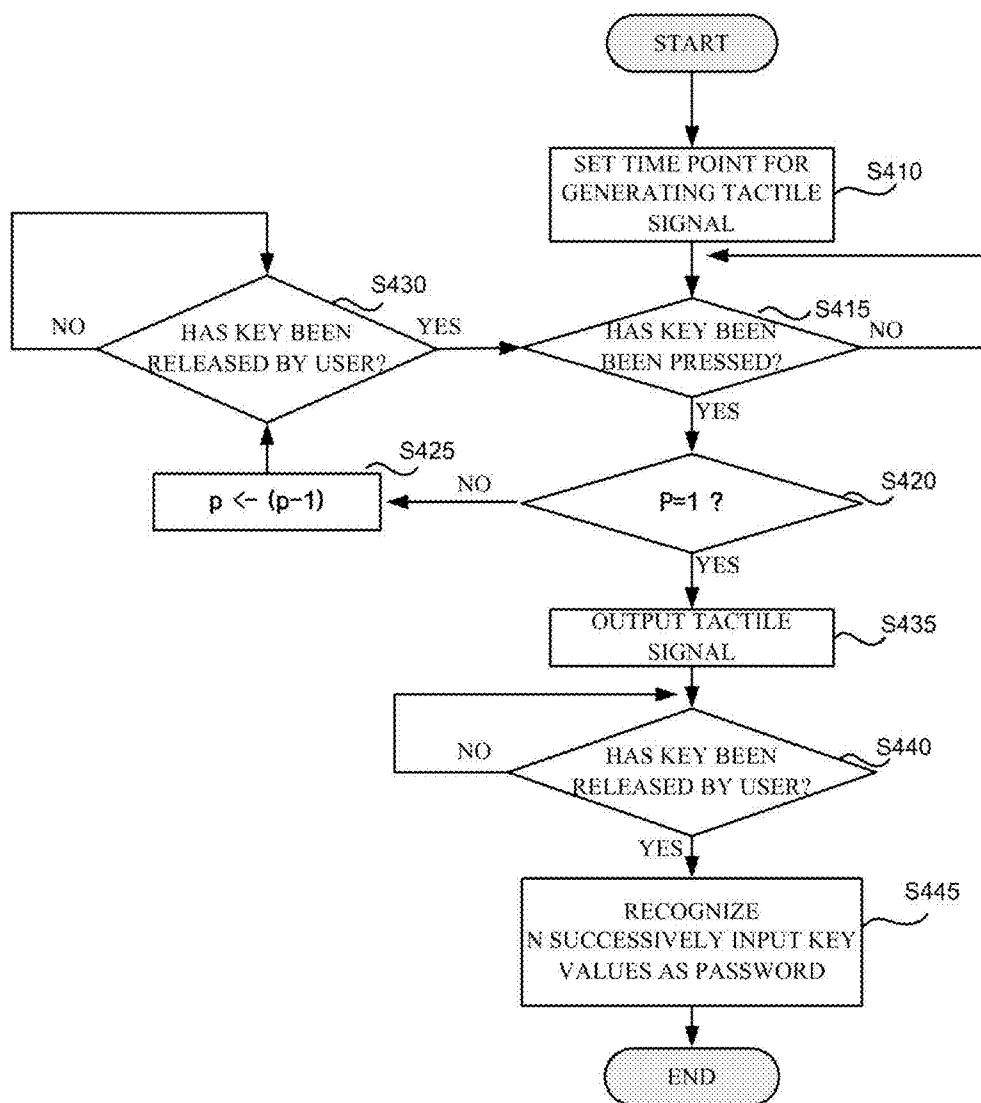 START
SET TIME POINT FOR
GENERATING TACTILE
SIGNAL
S410
S430
HAS KEY BEEN
RELEASED BY USER?
NO
YES
S415
HAS KEY BEEN
BEEN PRESSED?
NO
YES
S425
p <- (p-1)
NO
S420
P=1 ?
YES
OUTPUT TACTILE
SIGNAL
S435
S440
HAS KEY BEEN
RELEASED BY USER?
NO
YES
S445
RECOGNIZE
N SUCCESSIVELY INPUT KEY
VALUES AS PASSWORD
END